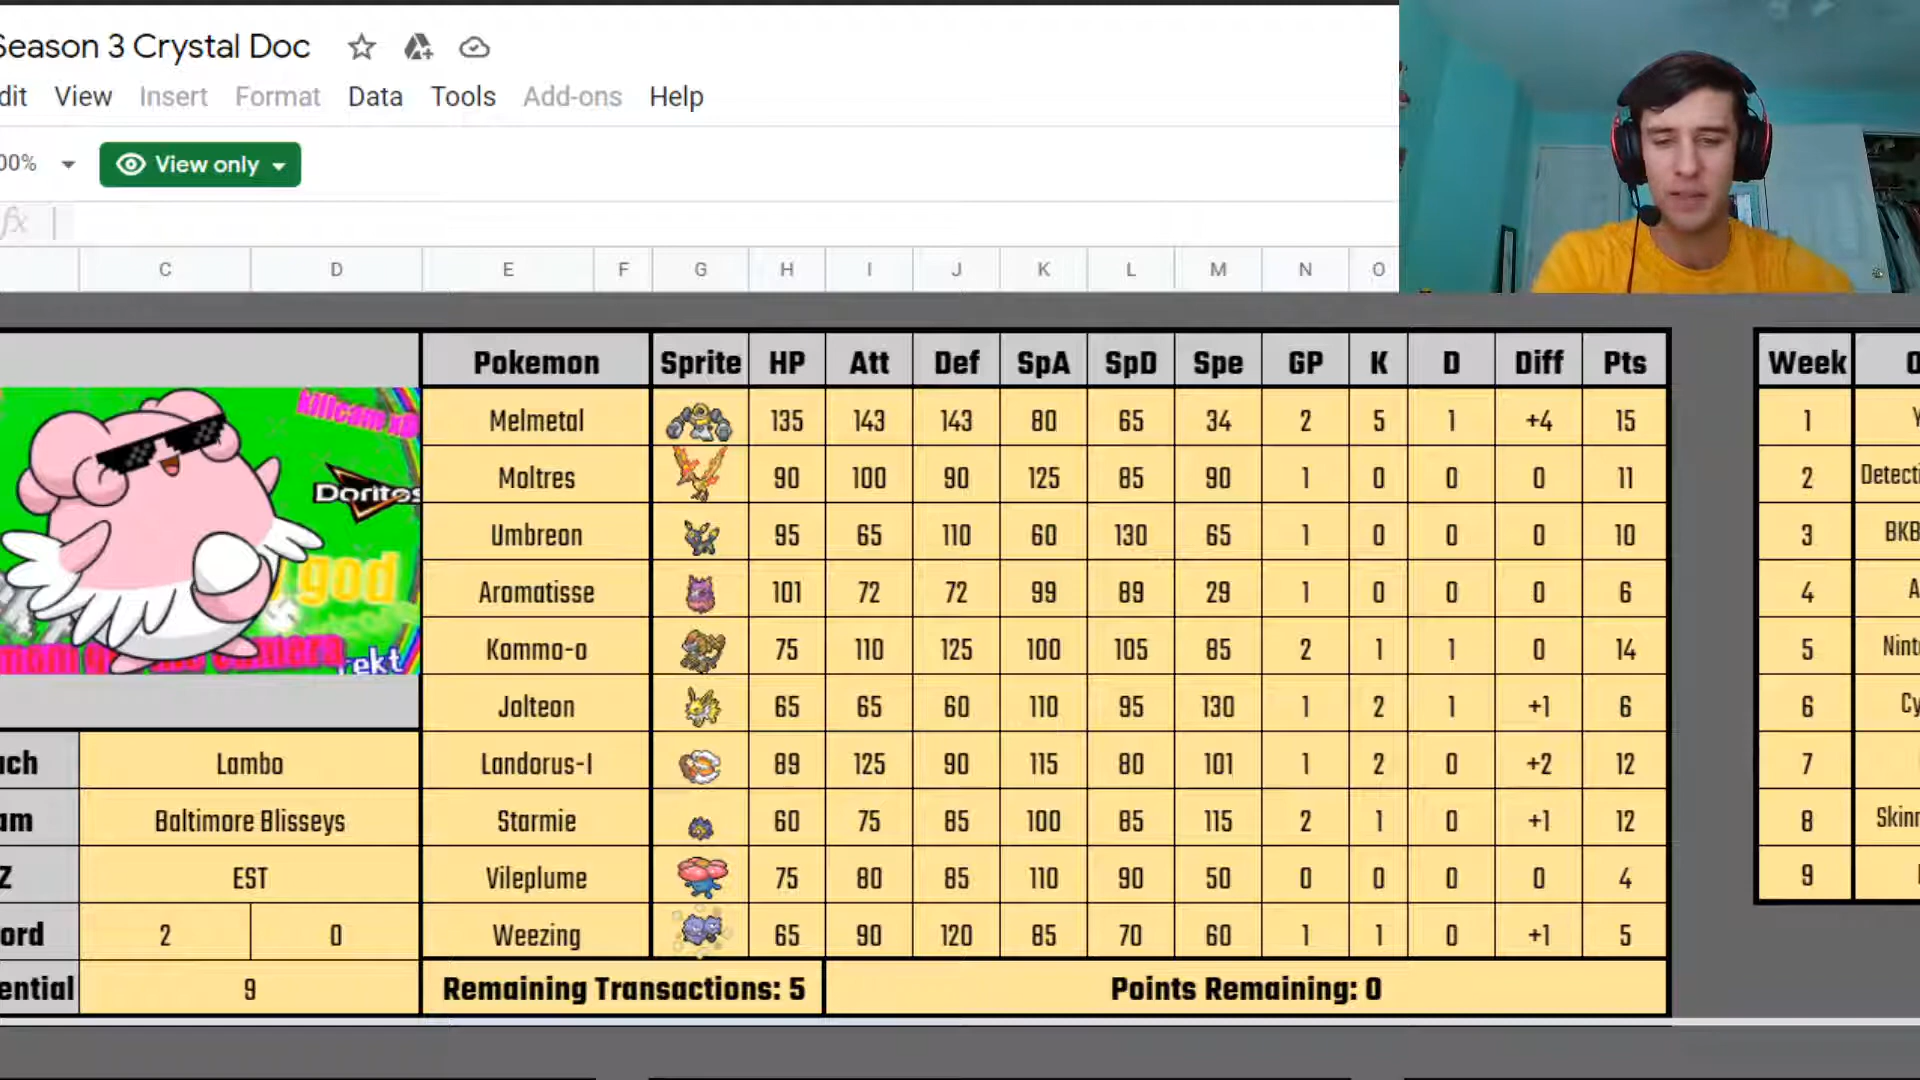 Season 3 Crystal Doc
dit View Insert Format Data Tools Add-ons Help
00% View only
fx
C D E F G H I J K L M N O
Pokemon Sprite HP Att Def SpA SpD Spe GP K D Diff Pts
Melmetal 135 143 143 80 65 34 2 5 1 +4 15
Moltres 90 100 90 125 85 90 1 0 0 0 11
Umbreon 95 65 110 60 130 65 1 0 0 0 10
Aromatisse 101 72 72 99 89 29 1 0 0 0 6
Kommo-o 75 110 125 100 105 85 2 1 1 0 14
Jolteon 65 65 60 110 95 130 1 2 1 +1 6
Landorus-I 89 125 90 115 80 101 1 2 0 +2 12
Starmie 60 75 85 100 85 115 2 1 0 +1 12
Vileplume 75 80 85 110 90 50 0 0 0 0 4
Weezing 65 90 120 85 70 60 1 1 0 +1 5
Remaining Transactions: 5 Points Remaining: 0
killcam
Doritos
god
rekt
ach Lambo
am Baltimore Blisseys
Z EST
ord 2 0
ential 9
Week O
1 Y
2 Detecti
3 BKB
4 A
5 Nint
6 Cy
7
8 Skinn
9